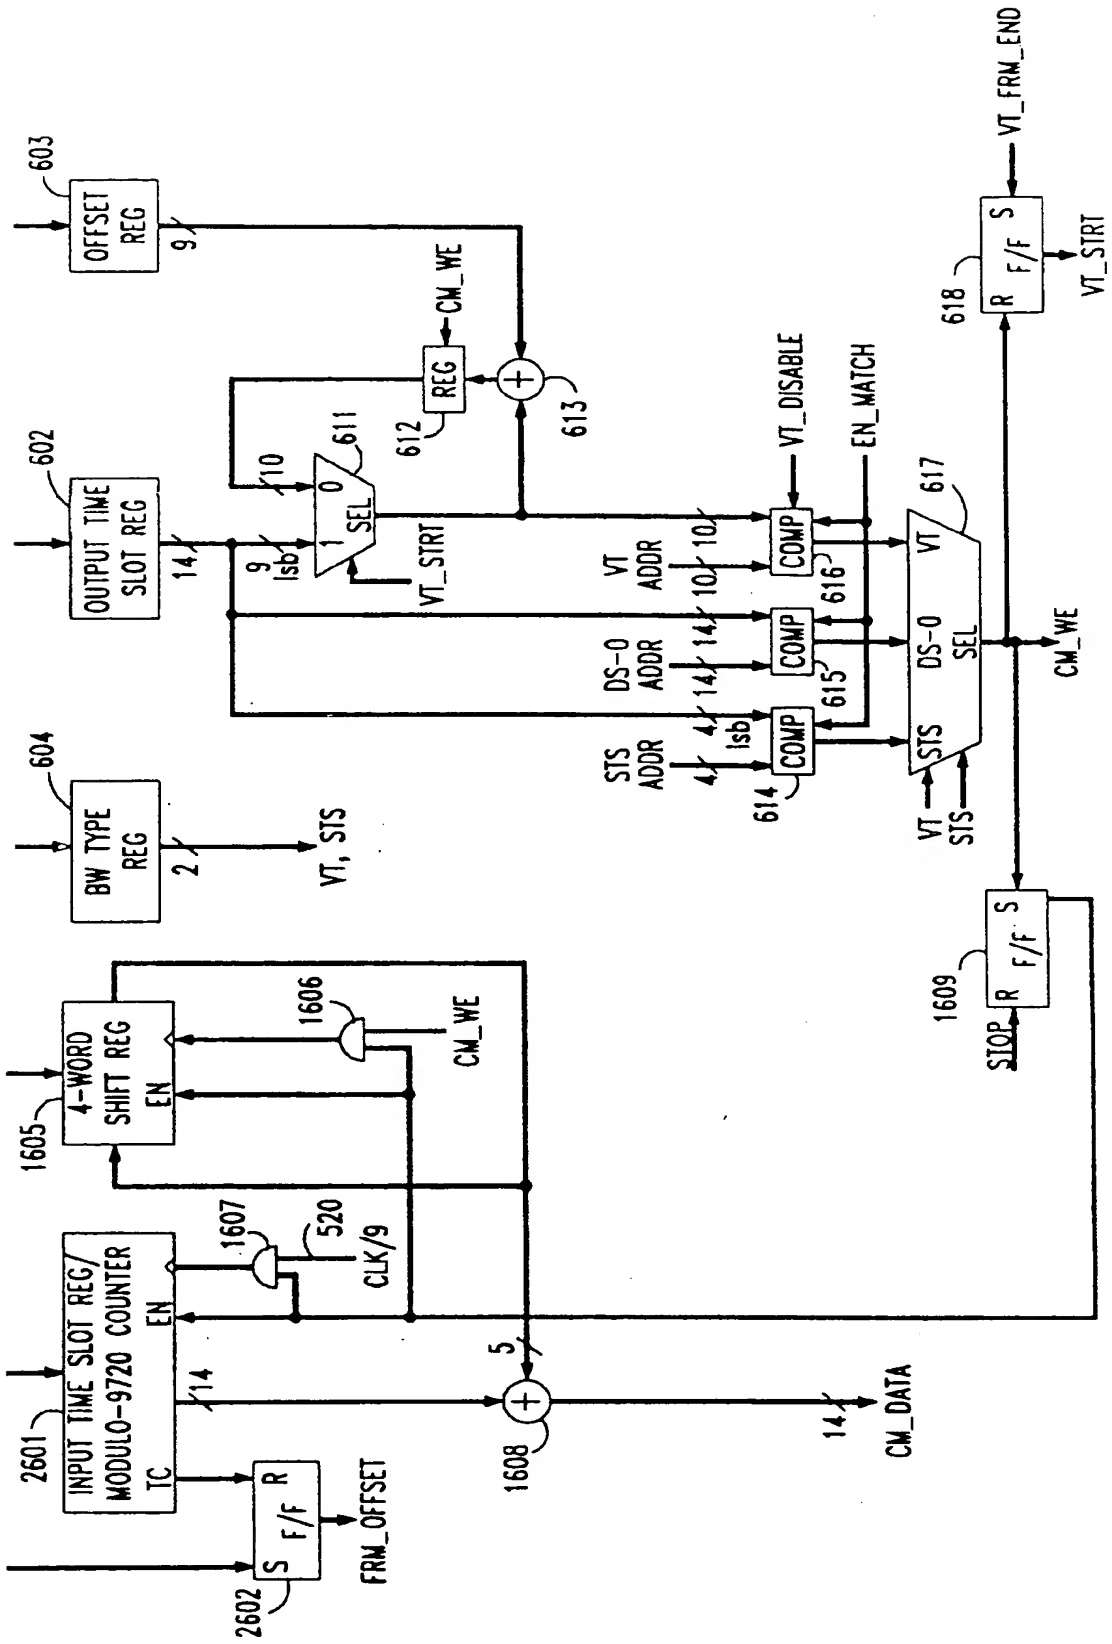 2601
INPUT TIME SLOT REG/
MODULO-9720 COUNTER
TC
EN
14
2602
S
R
F/F
FRM_OFFSET
1607
520
CLK/9
1605
4-WORD
SHIFT REG
EN
1606
CM_WE
5
1608
14
CM_DATA
604
BW TYPE
REG
2
VT, STS
602
OUTPUT TIME
SLOT REG
14
9
lsb
10
1
0
SEL
611
VT_STRT
603
OFFSET
REG
9
REG
612
CM_WE
613
STS
ADDR
4
4
lsb
COMP
614
DS-0
ADDR
14
14
COMP
615
VT
ADDR
10
10
COMP
616
VT_DISABLE
EN_MATCH
STS
DS-0
VT
SEL
617
VT
STS
CM_WE
1609
R
S
F/F
STOP
618
R
S
F/F
VT_FRM_END
VT_STRT